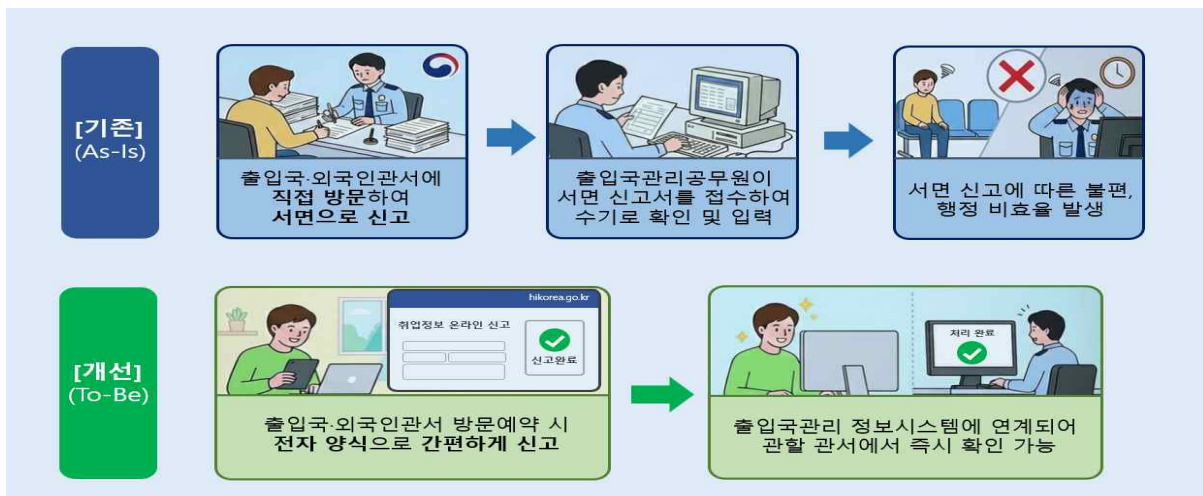 [기존]
(As-Is)
출입국·외국인관서에
직접 방문하여
서면으로 신고
출입국관리공무원이
서면 신고서를 접수하여
수기로 확인 및 입력
서면 신고에 따른 불편,
행정 비효율 발생
[개선]
(To-Be)
hikorea.go.kr
취업정보 온라인 신고
신고완료
출입국·외국인관서 방문예약 시
전자 양식으로 간편하게 신고
처리 완료
출입국관리 정보시스템에 연계되어
관할 관서에서 즉시 확인 가능